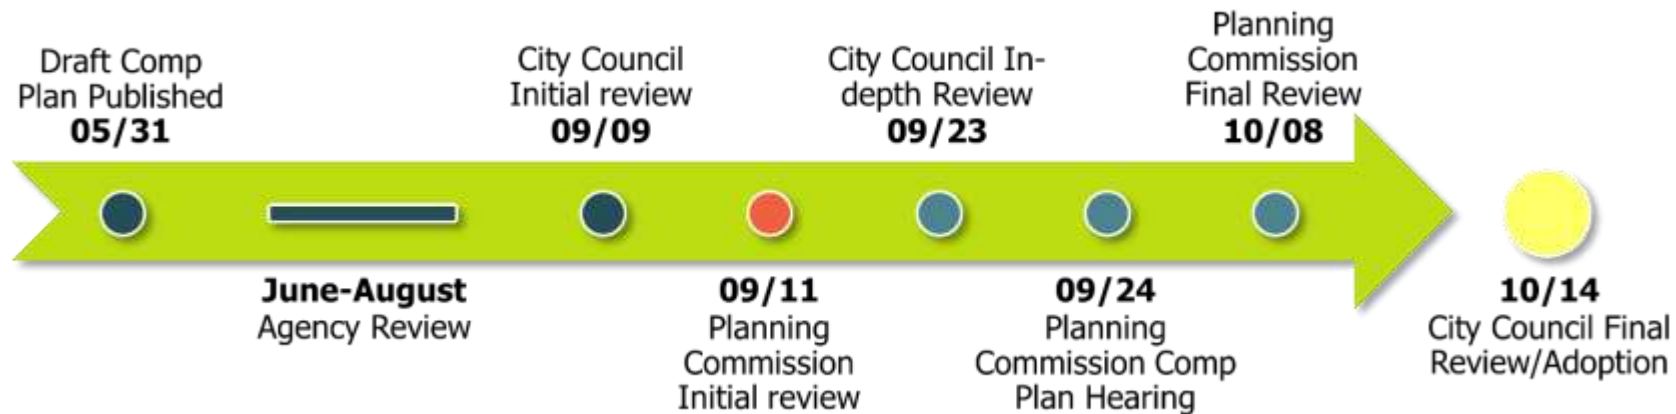 Draft Comp
Plan Published
05/31
June-August
Agency Review
City Council
Initial review
09/09
09/11
Planning
Commission
Initial review
City Council In-
depth Review
09/23
09/24
Planning
Commission Comp
Plan Hearing
Planning
Commission
Final Review
10/08
10/14
City Council Final
Review/Adoption